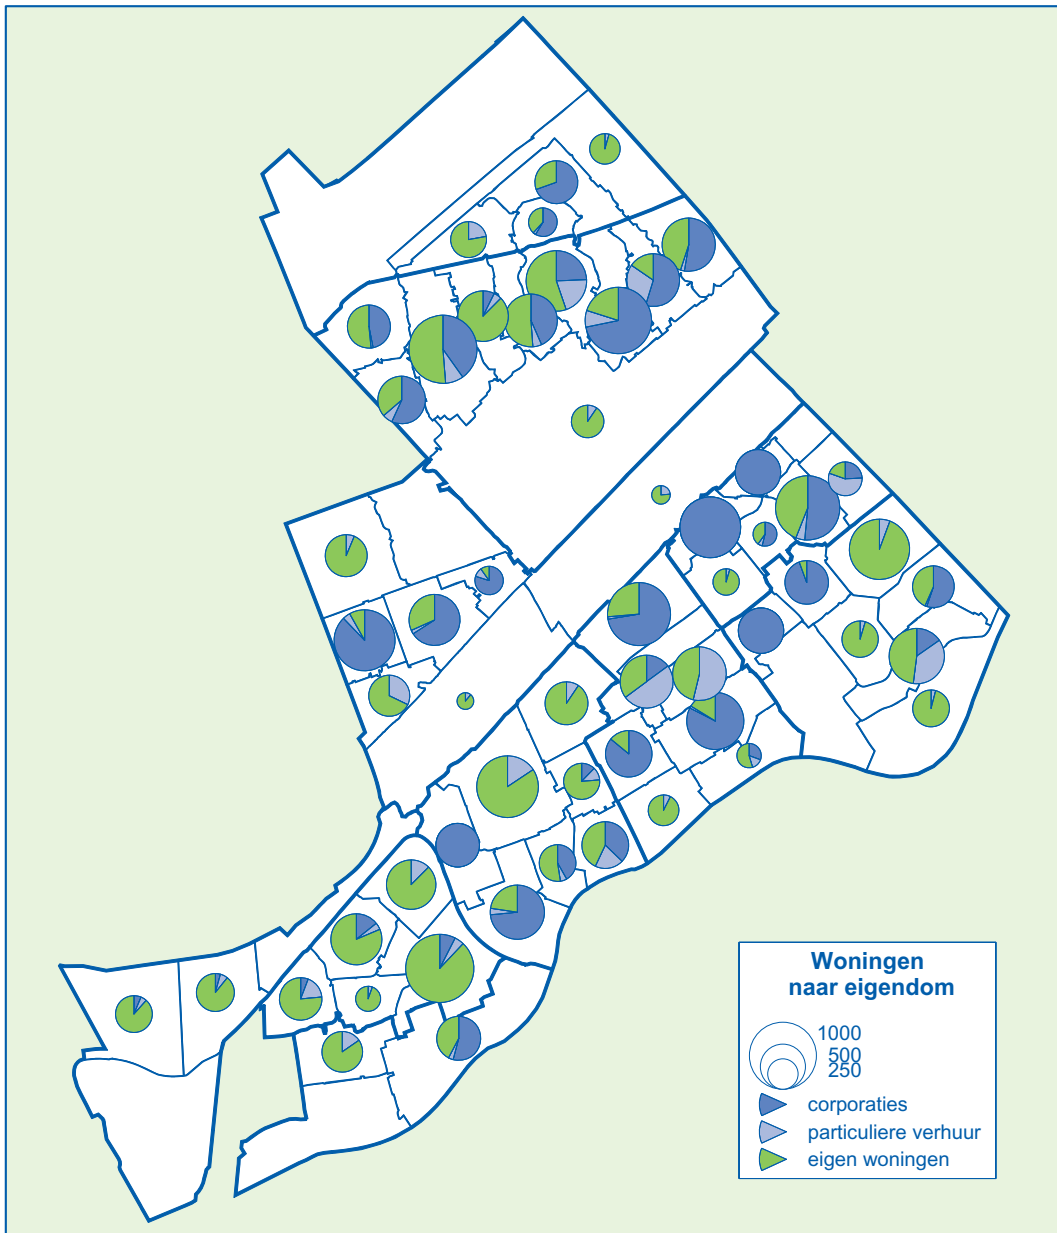 Woningen
naar eigendom
1000
500
250
corporaties
particuliere verhuur
eigen woningen